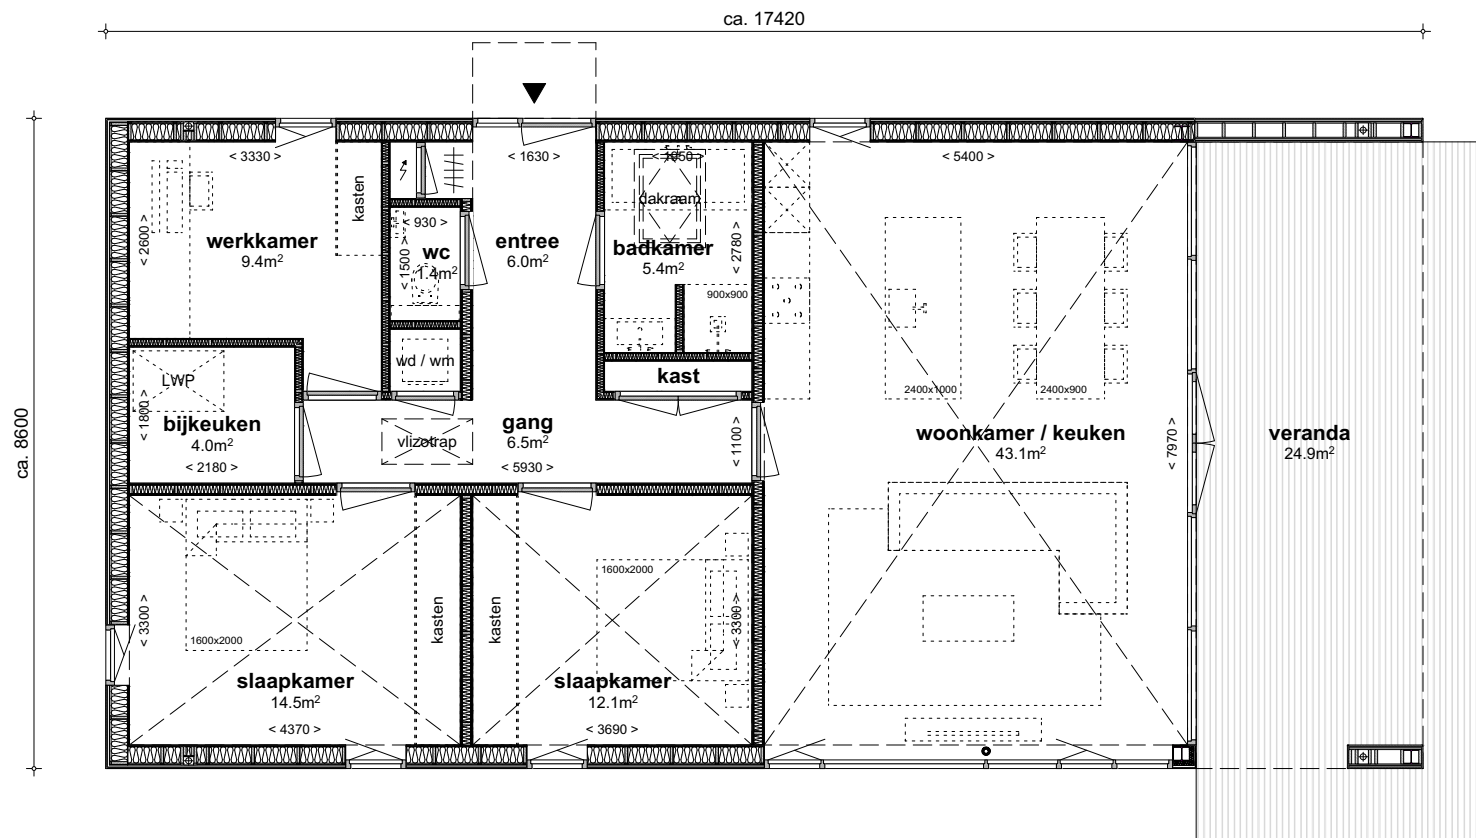 ca. 17420
ca. 8600
< 3330 >
< 1630 >
< 1950 >
< 5400 >
kasten
dakraam
< 930 >
< 2600 >
werkkamer
9.4m²
< 1500 >
wc
1.4m²
entree
6.0m²
badkamer
5.4m²
< 2780 >
900x900
wd / wm
kast
LWP
2400x1000
2400x900
< 1800 >
bijkeuken
4.0m²
< 2180 >
vlizotrap
gang
6.5m²
< 5930 >
< 1100 >
woonkamer / keuken
43.1m²
< 7970 >
veranda
24.9m²
1600x2000
< 3300 >
kasten
kasten
< 3300 >
1600x2000
slaapkamer
14.5m²
< 4370 >
slaapkamer
12.1m²
< 3690 >